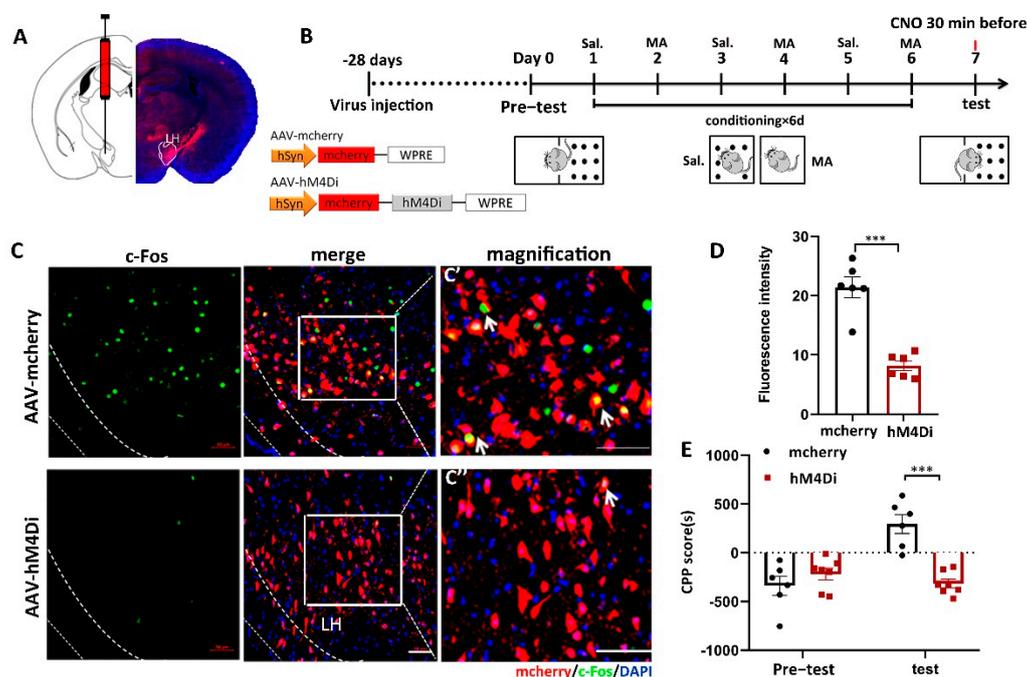 A
LH
B
CNO 30 min before
Sal. MA Sal. MA Sal. MA
-28 days
Day 0 1 2 3 4 5 6 7
Virus injection
Pre-test
test
conditioning×6d
AAV-mcherry
hSyn mcherry WPRE
Sal. MA
AAV-hM4Di
hSyn mcherry hM4Di WPRE
C
c-Fos merge magnification
AAV-mcherry
C'
AAV-hM4Di
C''
LH
mcherry/c-Fos/DAPI
D
Fluorescence intensity
30
20
10
0
***
mcherry hM4Di
E
mcherry
hM4Di
CPP score(s)
1000
500
0
-500
-1000
***
Pre-test test